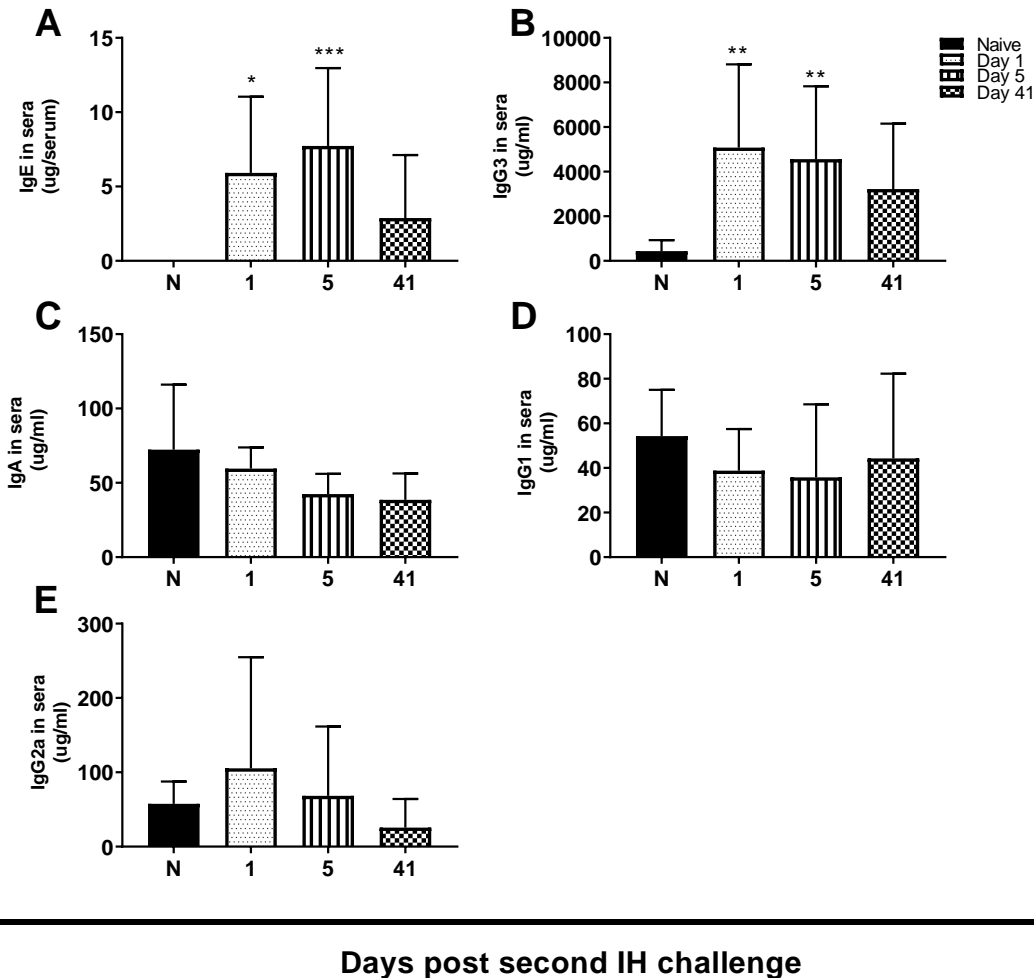 A
IgE in sera
(ug/serum)
15
10
5
0
*
***
N 1 5 41
B
IgG3 in sera
(ug/ml)
10000
8000
6000
4000
2000
0
**
**
N 1 5 41
Naive
Day 1
Day 5
Day 41
C
IgA in sera
(ug/ml)
150
100
50
0
N 1 5 41
D
IgG1 in sera
(ug/ml)
100
80
60
40
20
0
N 1 5 41
E
IgG2a in sera
(ug/ml)
300
200
100
0
N 1 5 41
Days post second IH challenge